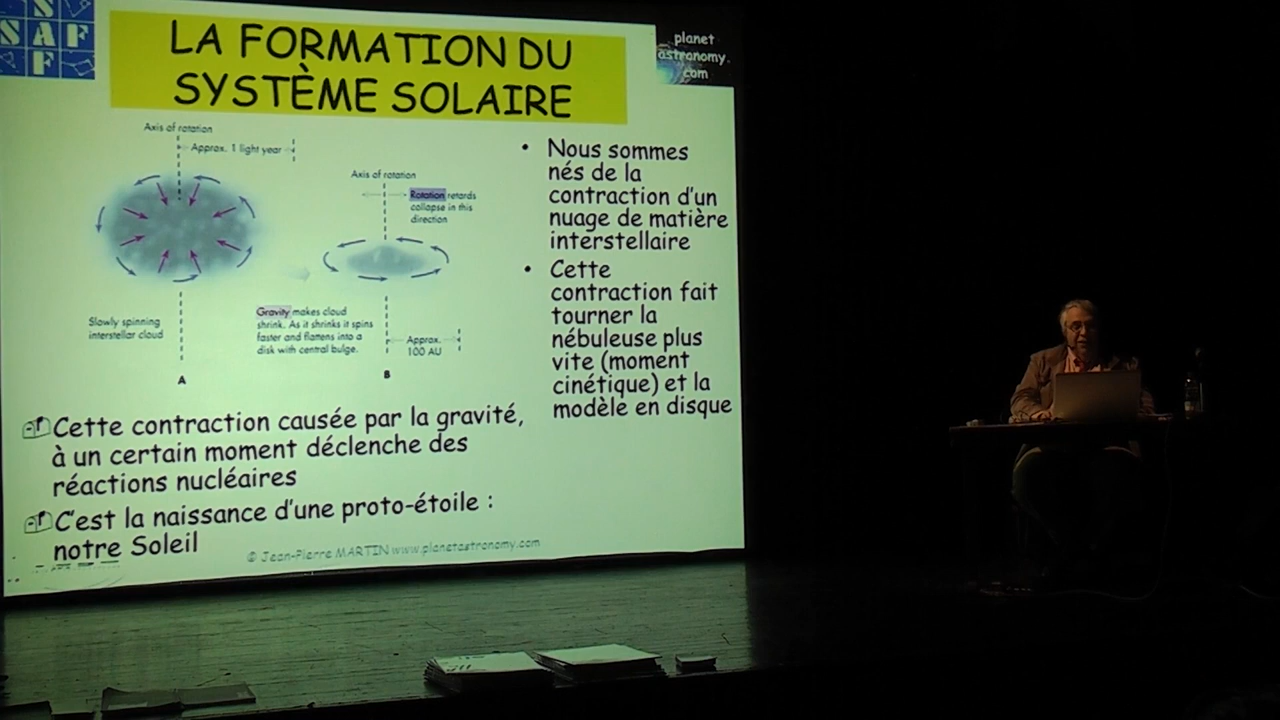 S
SAF
F
LA FORMATION DU
SYSTÈME SOLAIRE
planet
astronomy.
com
Axis of rotation
Approx. 1 light year
Axis of rotation
Rotation retards
collapse in this
direction
Slowly spinning
interstellar cloud
Gravity makes cloud
shrink. As it shrinks it spins
faster and flattens into a
disk with central bulge.
Approx.
100 AU
A
B
• Nous sommes
nés de la
contraction d'un
nuage de matière
interstellaire
• Cette
contraction fait
tourner la
nébuleuse plus
vite (moment
cinétique) et la
modèle en disque
Cette contraction causée par la gravité,
à un certain moment déclenche des
réactions nucléaires
C'est la naissance d'une proto-étoile :
notre Soleil
© Jean-Pierre MARTIN www.planetastronomy.com